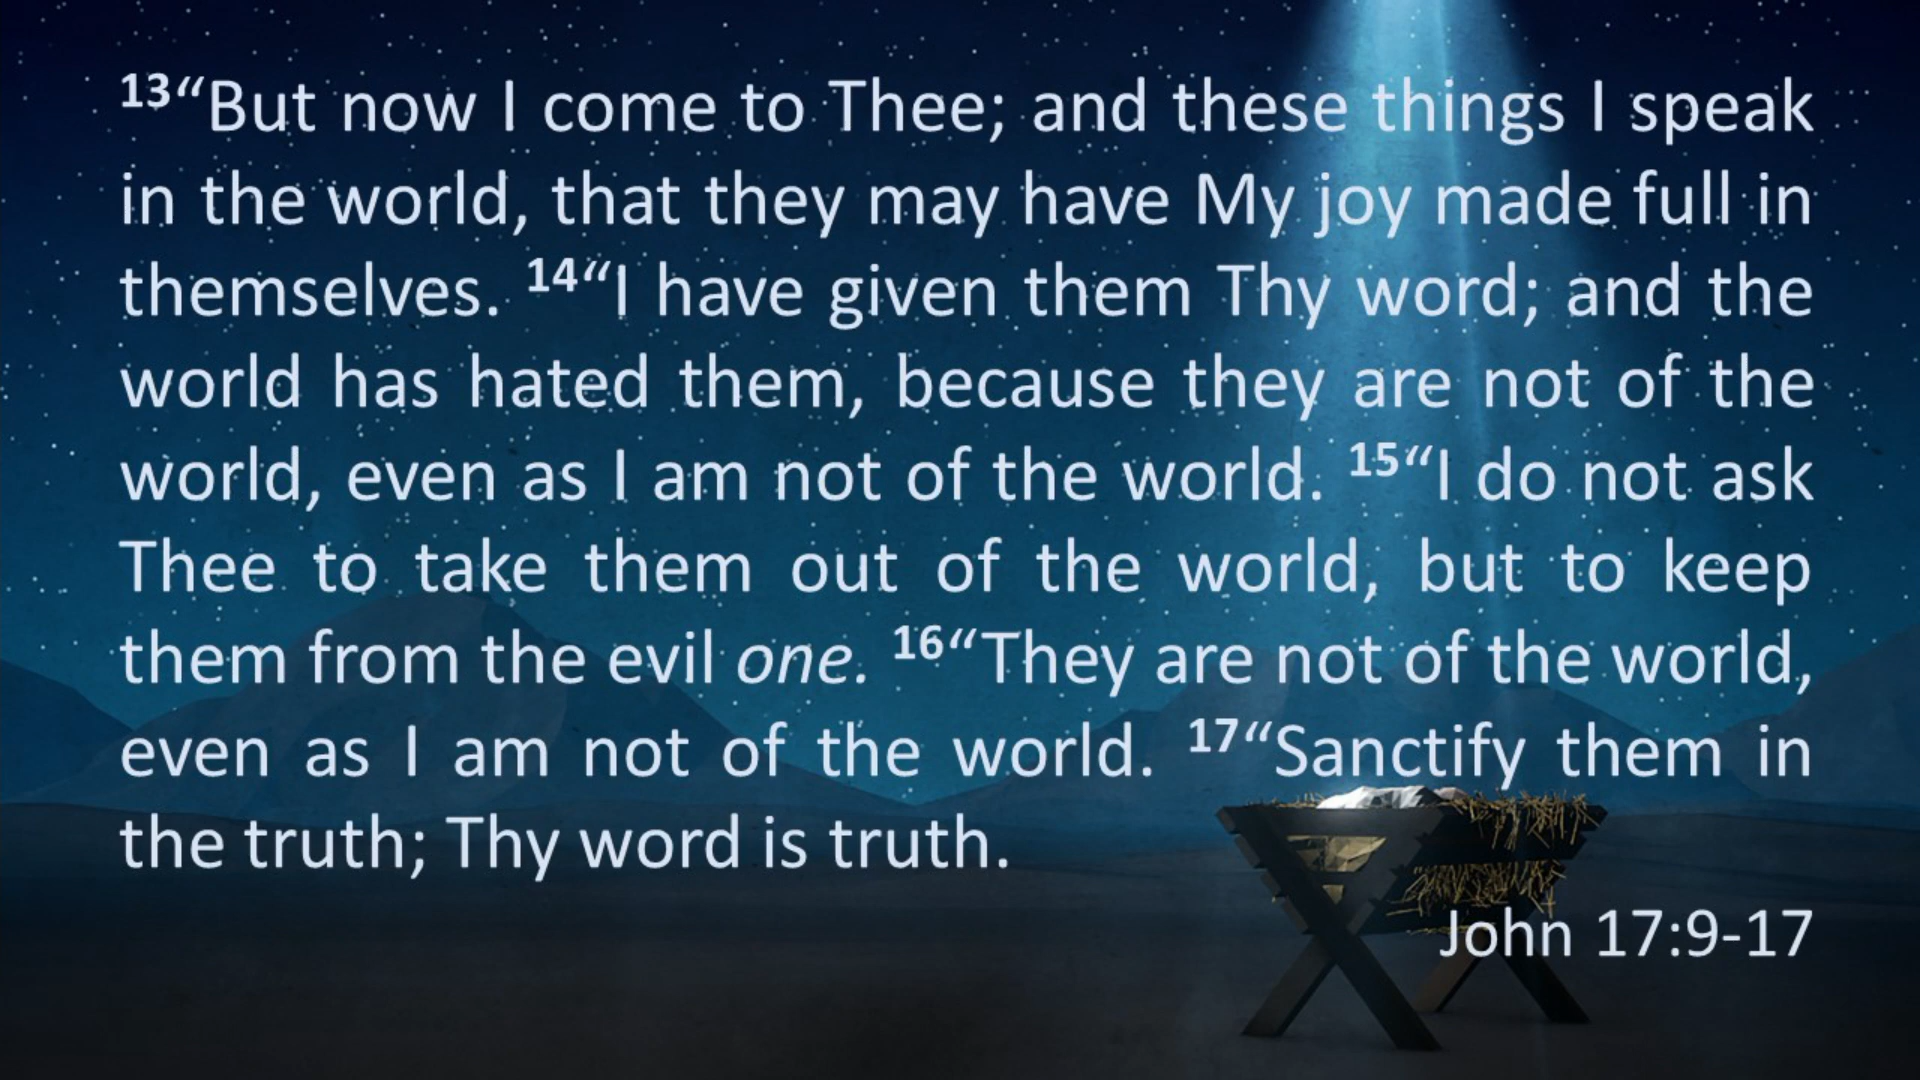 13“But now I come to Thee; and these things I speak
in the world, that they may have My joy made full in
themselves. 14“I have given them Thy word; and the
world has hated them, because they are not of the
world, even as I am not of the world. 15“I do not ask
Thee to take them out of the world, but to keep
them from the evil one. 16“They are not of the world,
even as I am not of the world. 17“Sanctify them in
the truth; Thy word is truth.
John 17:9-17